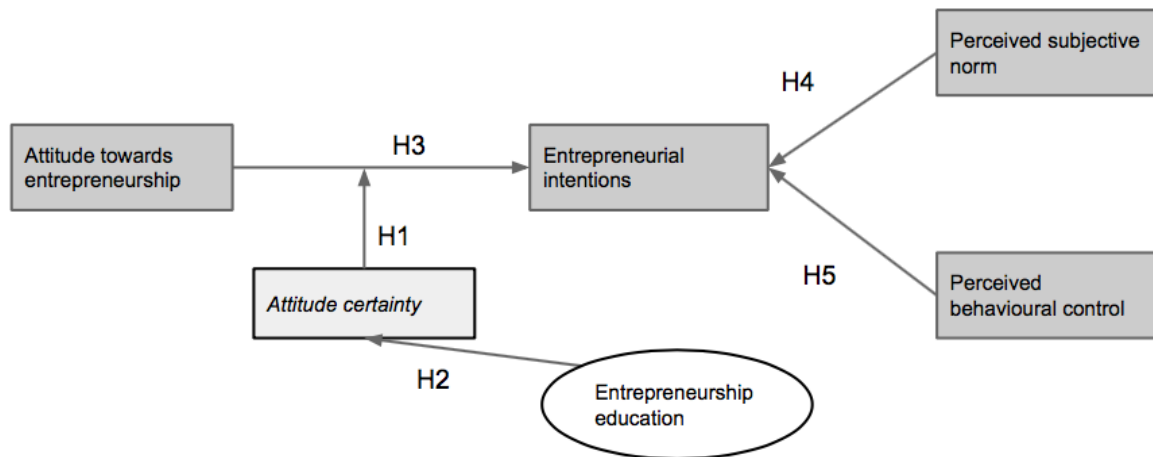 Perceived subjective
norm
H4
Attitude towards
entrepreneurship
H3
Entrepreneurial
intentions
H1
H5
Attitude certainty
Perceived
behavioural control
H2
Entrepreneurship
education